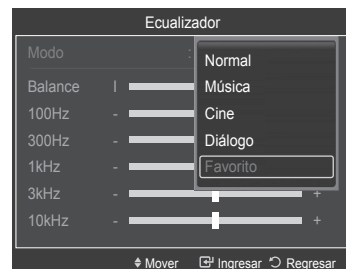 Ecualizador
Modo :
Normal
Música
Cine
Diálogo
Favorito
Balance I
100Hz -
300Hz -
1kHz -
3kHz - +
10kHz - +
Mover Ingresar Regresar